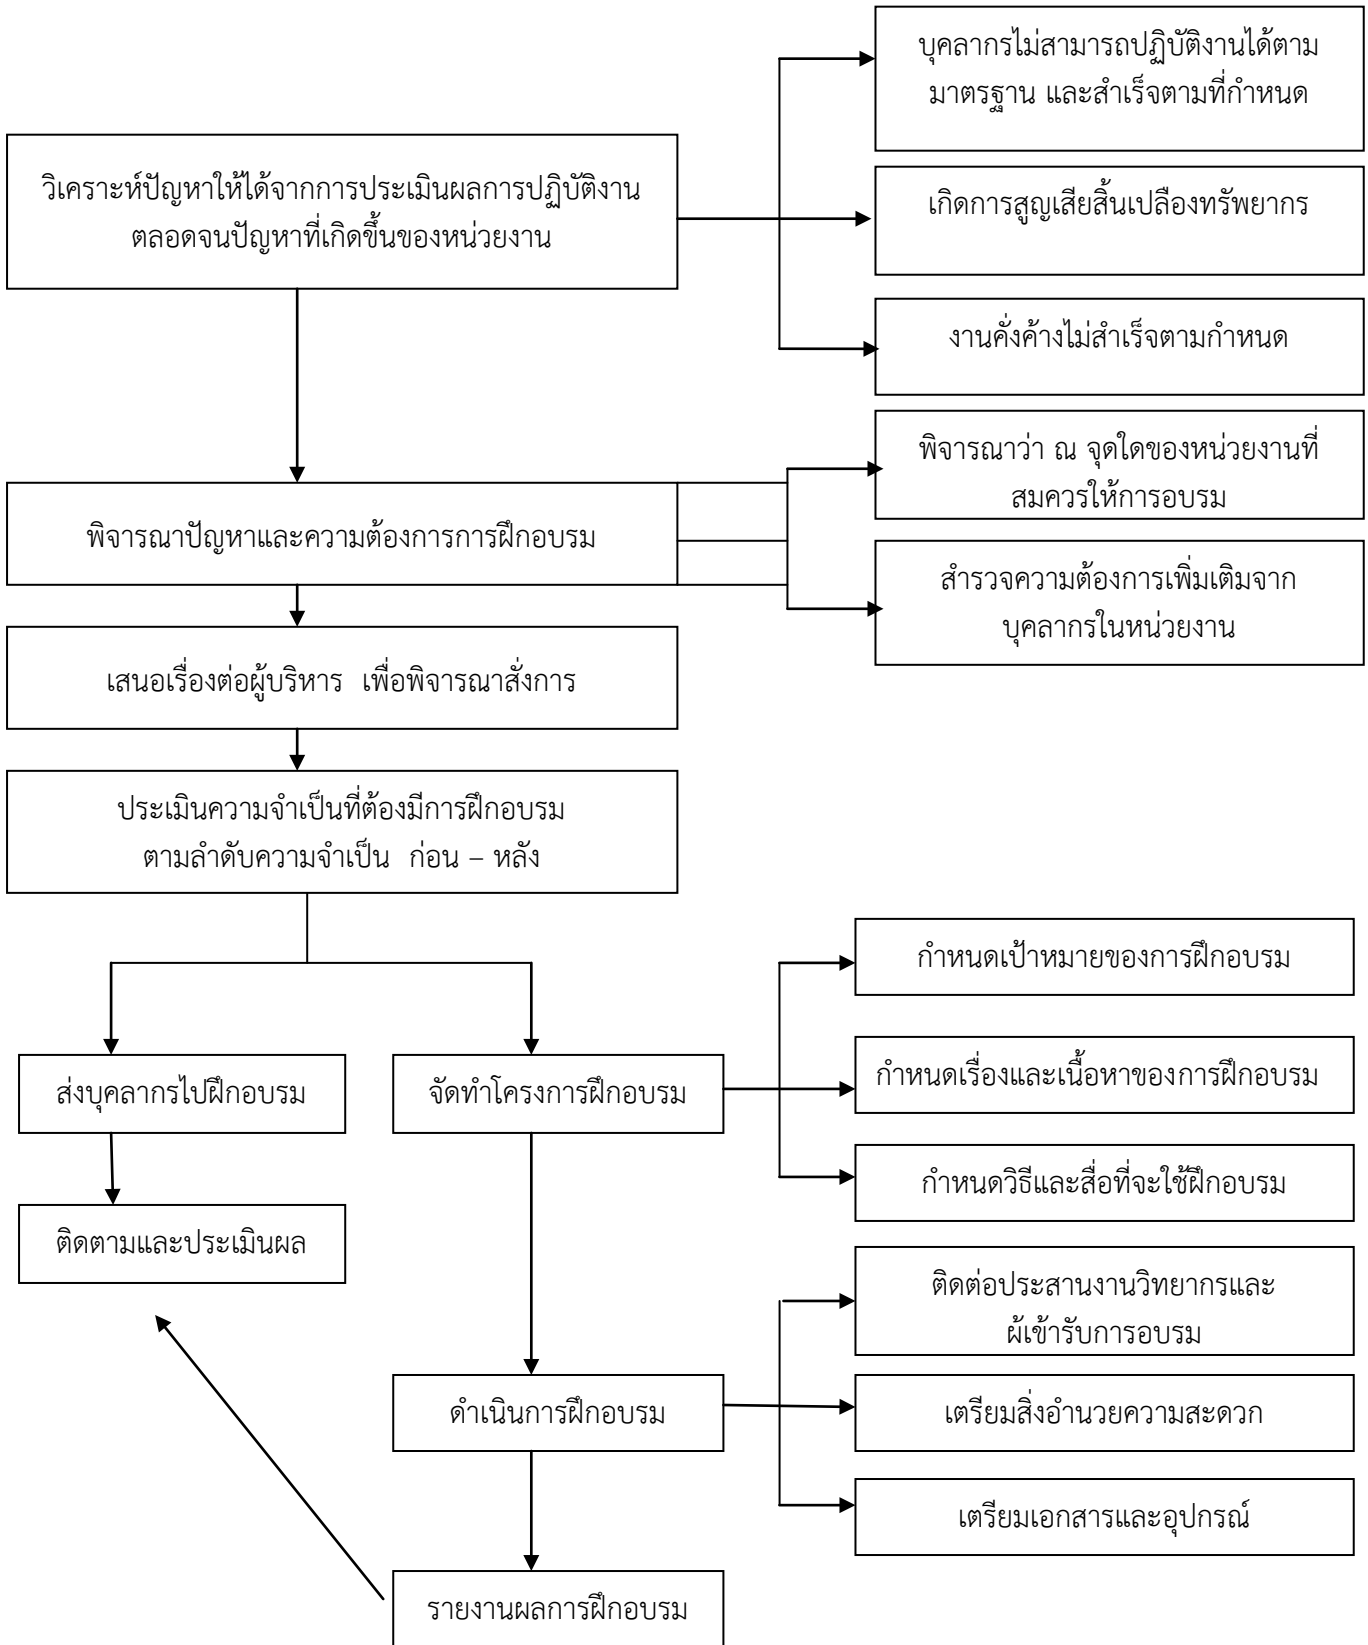 บุคลากรไม่สามารถปฏิบัติงานได้ตาม
มาตรฐาน และสำเร็จตามที่กำหนด
วิเคราะห์ปัญหาให้ได้จากการประเมินผลการปฏิบัติงาน
ตลอดจนปัญหาที่เกิดขึ้นของหน่วยงาน
เกิดการสูญเสียสิ้นเปลืองทรัพยากร
งานคั่งค้างไม่สำเร็จตามกำหนด
พิจารณาปัญหาและความต้องการการฝึกอบรม
พิจารณาว่า ณ จุดใดของหน่วยงานที่
สมควรให้การอบรม
สำรวจความต้องการเพิ่มเติมจาก
บุคลากรในหน่วยงาน
เสนอเรื่องต่อผู้บริหาร เพื่อพิจารณาสั่งการ
ประเมินความจำเป็นที่ต้องมีการฝึกอบรม
ตามลำดับความจำเป็น ก่อน – หลัง
ส่งบุคลากรไปฝึกอบรม
ติดตามและประเมินผล
จัดทำโครงการฝึกอบรม
กำหนดเป้าหมายของการฝึกอบรม
กำหนดเรื่องและเนื้อหาของการฝึกอบรม
กำหนดวิธีและสื่อที่จะใช้ฝึกอบรม
ดำเนินการฝึกอบรม
ติดต่อประสานงานวิทยากรและ
ผู้เข้ารับการอบรม
เตรียมสิ่งอำนวยความสะดวก
เตรียมเอกสารและอุปกรณ์
รายงานผลการฝึกอบรม